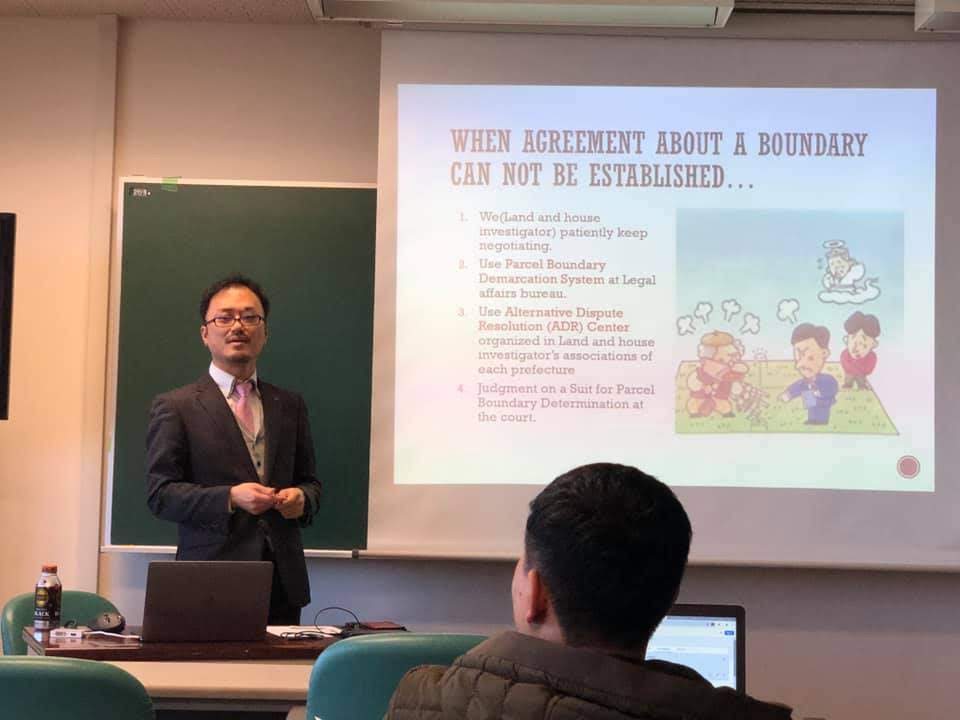 WHEN AGREEMENT ABOUT A BOUNDARY
CAN NOT BE ESTABLISHED...
1. We(Land and house
investigator) patiently keep
negotiating.
2. Use Parcel Boundary
Demarcation System at Legal
affairs bureau.
3. Use Alternative Dispute
Resolution (ADR) Center
organized in Land and house
investigator's associations of
each prefecture
4. Judgment on a Suit for Parcel
Boundary Determination at
the court.
BLACK